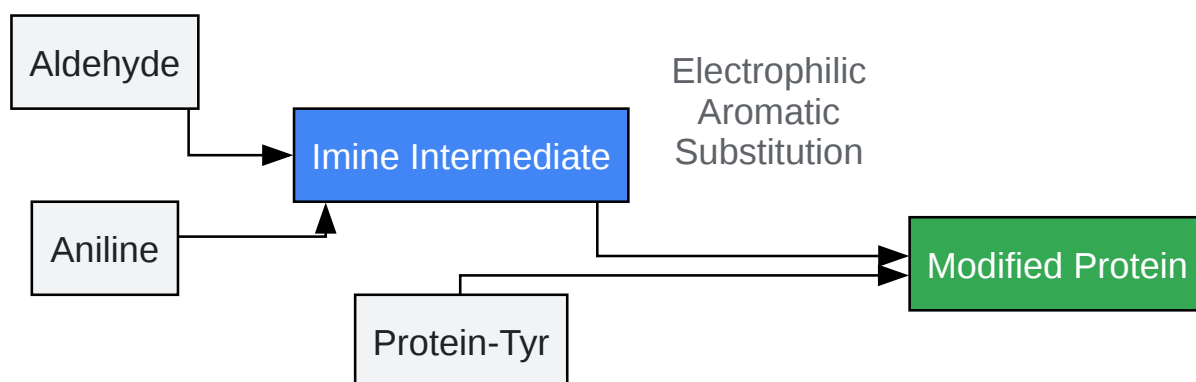 Aldehyde
Electrophilic
Aromatic
Substitution
Imine Intermediate
Aniline
Modified Protein
Protein-Tyr